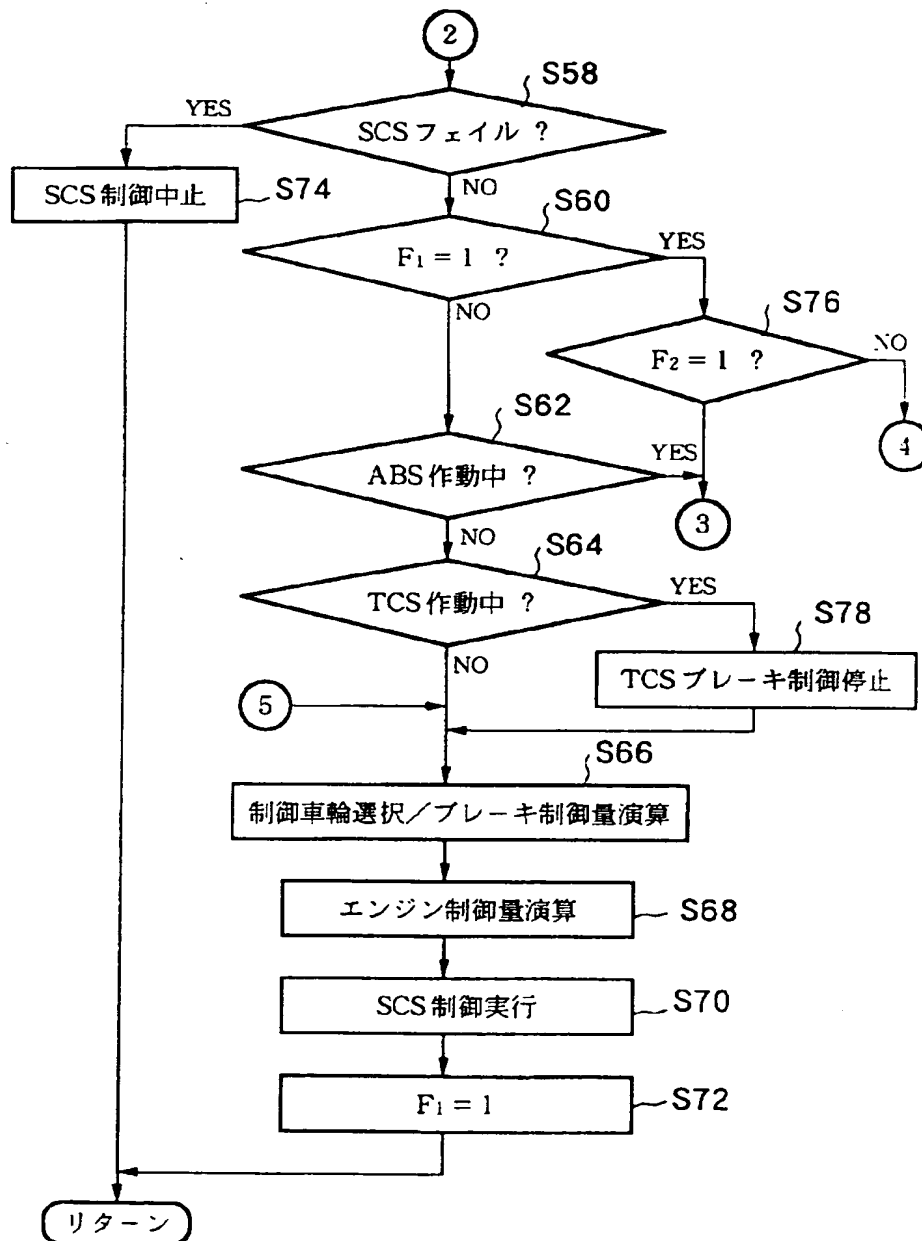 2
S58
YES
SCSフェイル ?
SCS制御中止
S74
NO
S60
F₁ = 1 ?
YES
NO
S76
F₂ = 1 ?
NO
S62
4
ABS作動中 ?
YES
3
NO
S64
TCS作動中 ?
YES
S78
NO
TCSブレーキ制御停止
5
S66
制御車輪選択／ブレーキ制御量演算
エンジン制御量演算
S68
SCS制御実行
S70
F₁ = 1
S72
リターン